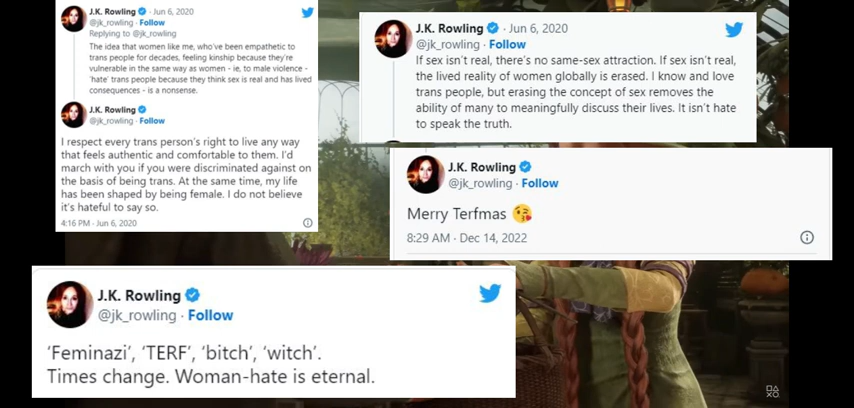 J.K. Rowling · Jun 6, 2020
@jk_rowling · Follow
Replying to @jk_rowling
The idea that women like me, who've been empathetic to
trans people for decades, feeling kinship because they're
vulnerable in the same way as women - ie, to male violence -
'hate' trans people because they think sex is real and has lived
consequences - is a nonsense.
J.K. Rowling
@jk_rowling · Follow
I respect every trans person's right to live any way
that feels authentic and comfortable to them. I'd
march with you if you were discriminated against on
the basis of being trans. At the same time, my life
has been shaped by being female. I do not believe
it's hateful to say so.
4:16 PM · Jun 6, 2020
J.K. Rowling · Jun 6, 2020
@jk_rowling · Follow
If sex isn't real, there's no same-sex attraction. If sex isn't real,
the lived reality of women globally is erased. I know and love
trans people, but erasing the concept of sex removes the
ability of many to meaningfully discuss their lives. It isn't hate
to speak the truth.
J.K. Rowling
@jk_rowling · Follow
Merry Terfmas 😘
8:29 AM · Dec 14, 2022
J.K. Rowling
@jk_rowling · Follow
'Feminazi', 'TERF', 'bitch', 'witch'.
Times change. Woman-hate is eternal.